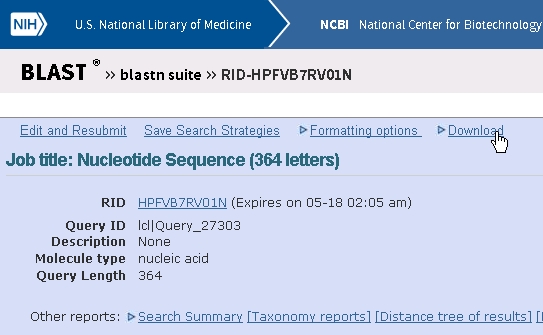 NIH U.S. National Library of Medicine NCBI National Center for Biotechnology
BLAST ® » blastn suite » RID-HPFVB7RV01N
Edit and Resubmit Save Search Strategies Formatting options Download
Job title: Nucleotide Sequence (364 letters)
RID HPFVB7RV01N (Expires on 05-18 02:05 am)
Query ID lcl|Query_27303
Description None
Molecule type nucleic acid
Query Length 364
Other reports: Search Summary [Taxonomy reports] [Distance tree of results] [